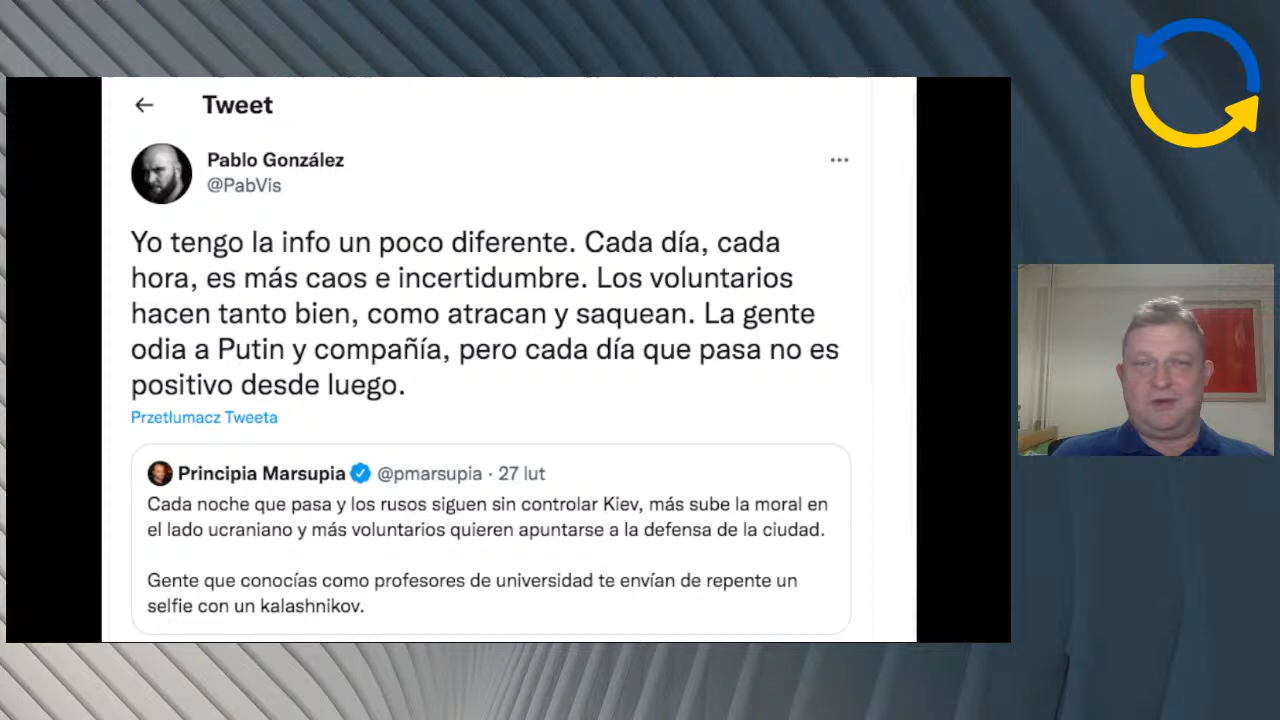 Tweet
Pablo González
@PabVis
Yo tengo la info un poco diferente. Cada día, cada
hora, es más caos e incertidumbre. Los voluntarios
hacen tanto bien, como atracan y saquean. La gente
odia a Putin y compañía, pero cada día que pasa no es
positivo desde luego.
Przetłumacz Tweeta
Principia Marsupia @pmarsupia · 27 lut
Cada noche que pasa y los rusos siguen sin controlar Kiev, más sube la moral en
el lado ucraniano y más voluntarios quieren apuntarse a la defensa de la ciudad.
Gente que conocías como profesores de universidad te envían de repente un
selfie con un kalashnikov.